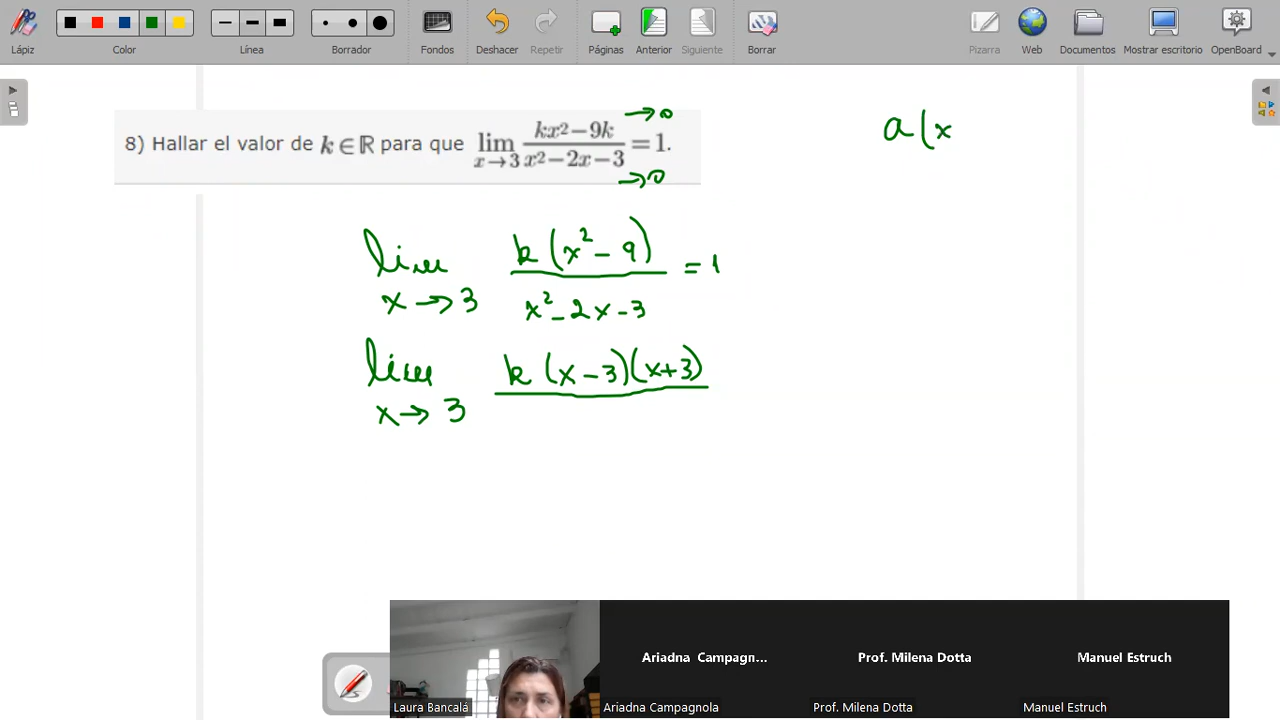 Lápiz
Color
Línea
Borrador
Fondos
Deshacer
Repetir
Páginas
Anterior
Siguiente
Borrar
Pizarra
Web
Documentos
Mostrar escritorio
OpenBoard
8) Hallar el valor de k∈ℝ para que lim x→3 (kx²−9k)/(x²−2x−3) = 1.
→0
→0
a(x
lim x→3 k(x²−9)/(x²−2x−3) = 1
lim x→3 k(x−3)(x+3)
Ariadna Campagn...
Prof. Milena Dotta
Manuel Estruch
Laura Bancalá
Ariadna Campagnola
Prof. Milena Dotta
Manuel Estruch